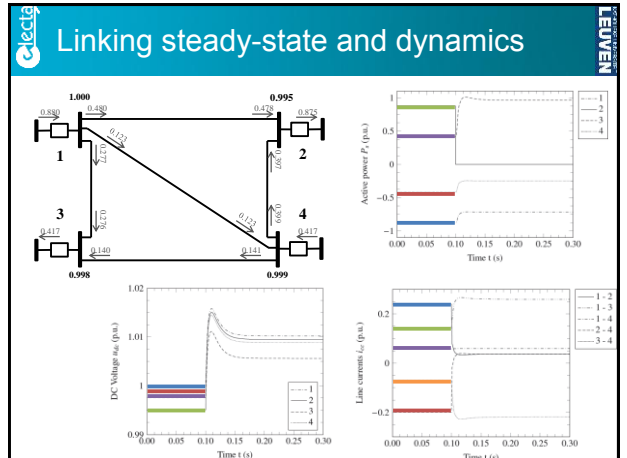 electa
Linking steady-state and dynamics
LEUVEN
1.000
0.995
0.880
0.480
0.478
0.875
1
2
0.277
0.123
0.397
3
4
0.276
0.123
0.399
0.417
0.140
0.141
0.417
0.998
0.999
Active power Pₛ (p.u.)
1
0.5
0
−0.5
−1
0.00 0.05 0.10 0.15 0.20 0.25 0.30
Time t (s)
1
2
3
4
DC Voltage u_dc (p.u.)
1.02
1.01
1
0.99
0.00 0.05 0.10 0.15 0.20 0.25 0.30
Time t (s)
1
2
3
4
Line currents
(p.u.)
0.2
0
−0.2
0.00 0.05 0.10 0.15 0.20 0.25 0.30
Time t (s)
1 - 2
1 - 3
1 - 4
2 - 4
3 - 4